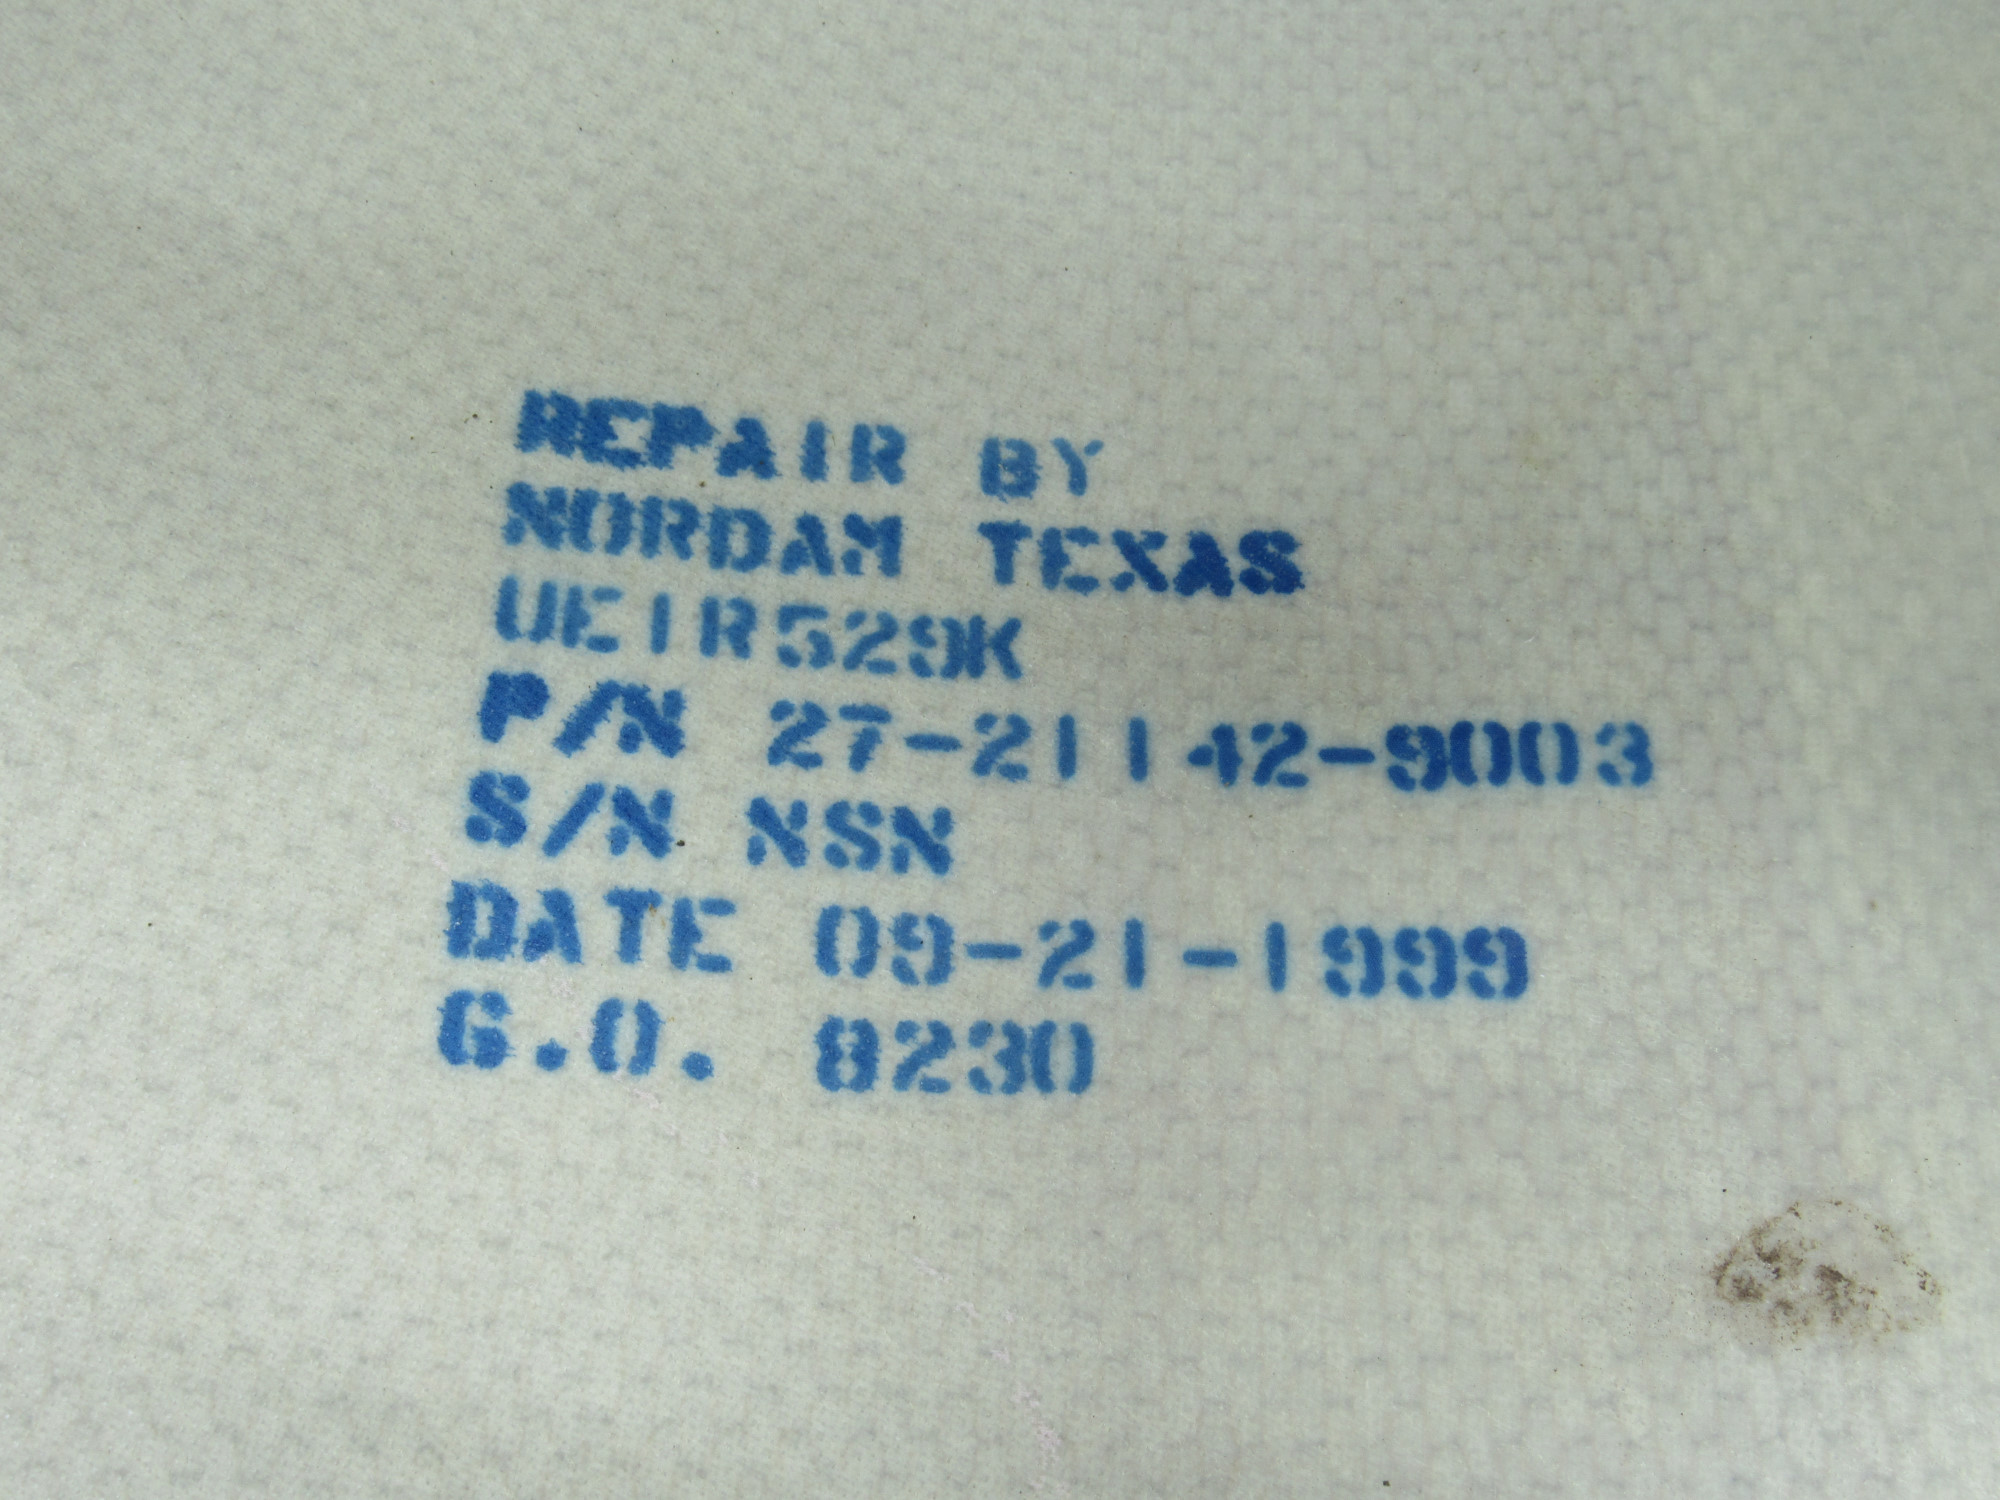 REPAIR BY
NORDAM TEXAS
UE1R529K
P/N 27-21142-9003
S/N NSN
DATE 09-21-1999
G.O. 8230